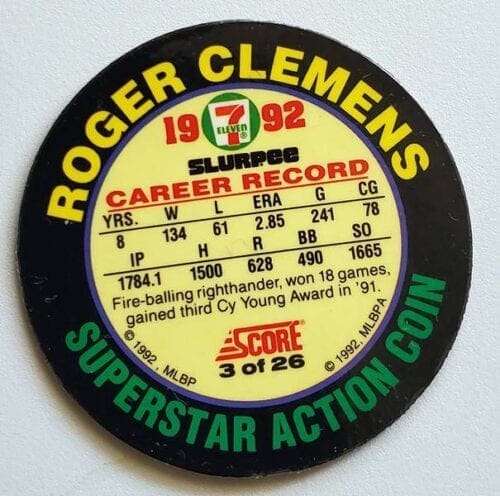 ROGER CLEMENS
1992
7
ELEVEN
®
SLURPEE
CAREER RECORD
YRS. W L ERA G CG
8 134 61 2.85 241 78
IP H R BB SO
1784.1 1500 628 490 1665
Fire-balling righthander, won 18 games,
gained third Cy Young Award in '91.
© 1992, MLBP
SCORE
3 of 26
© 1992, MLBPA
SUPERSTAR ACTION COIN